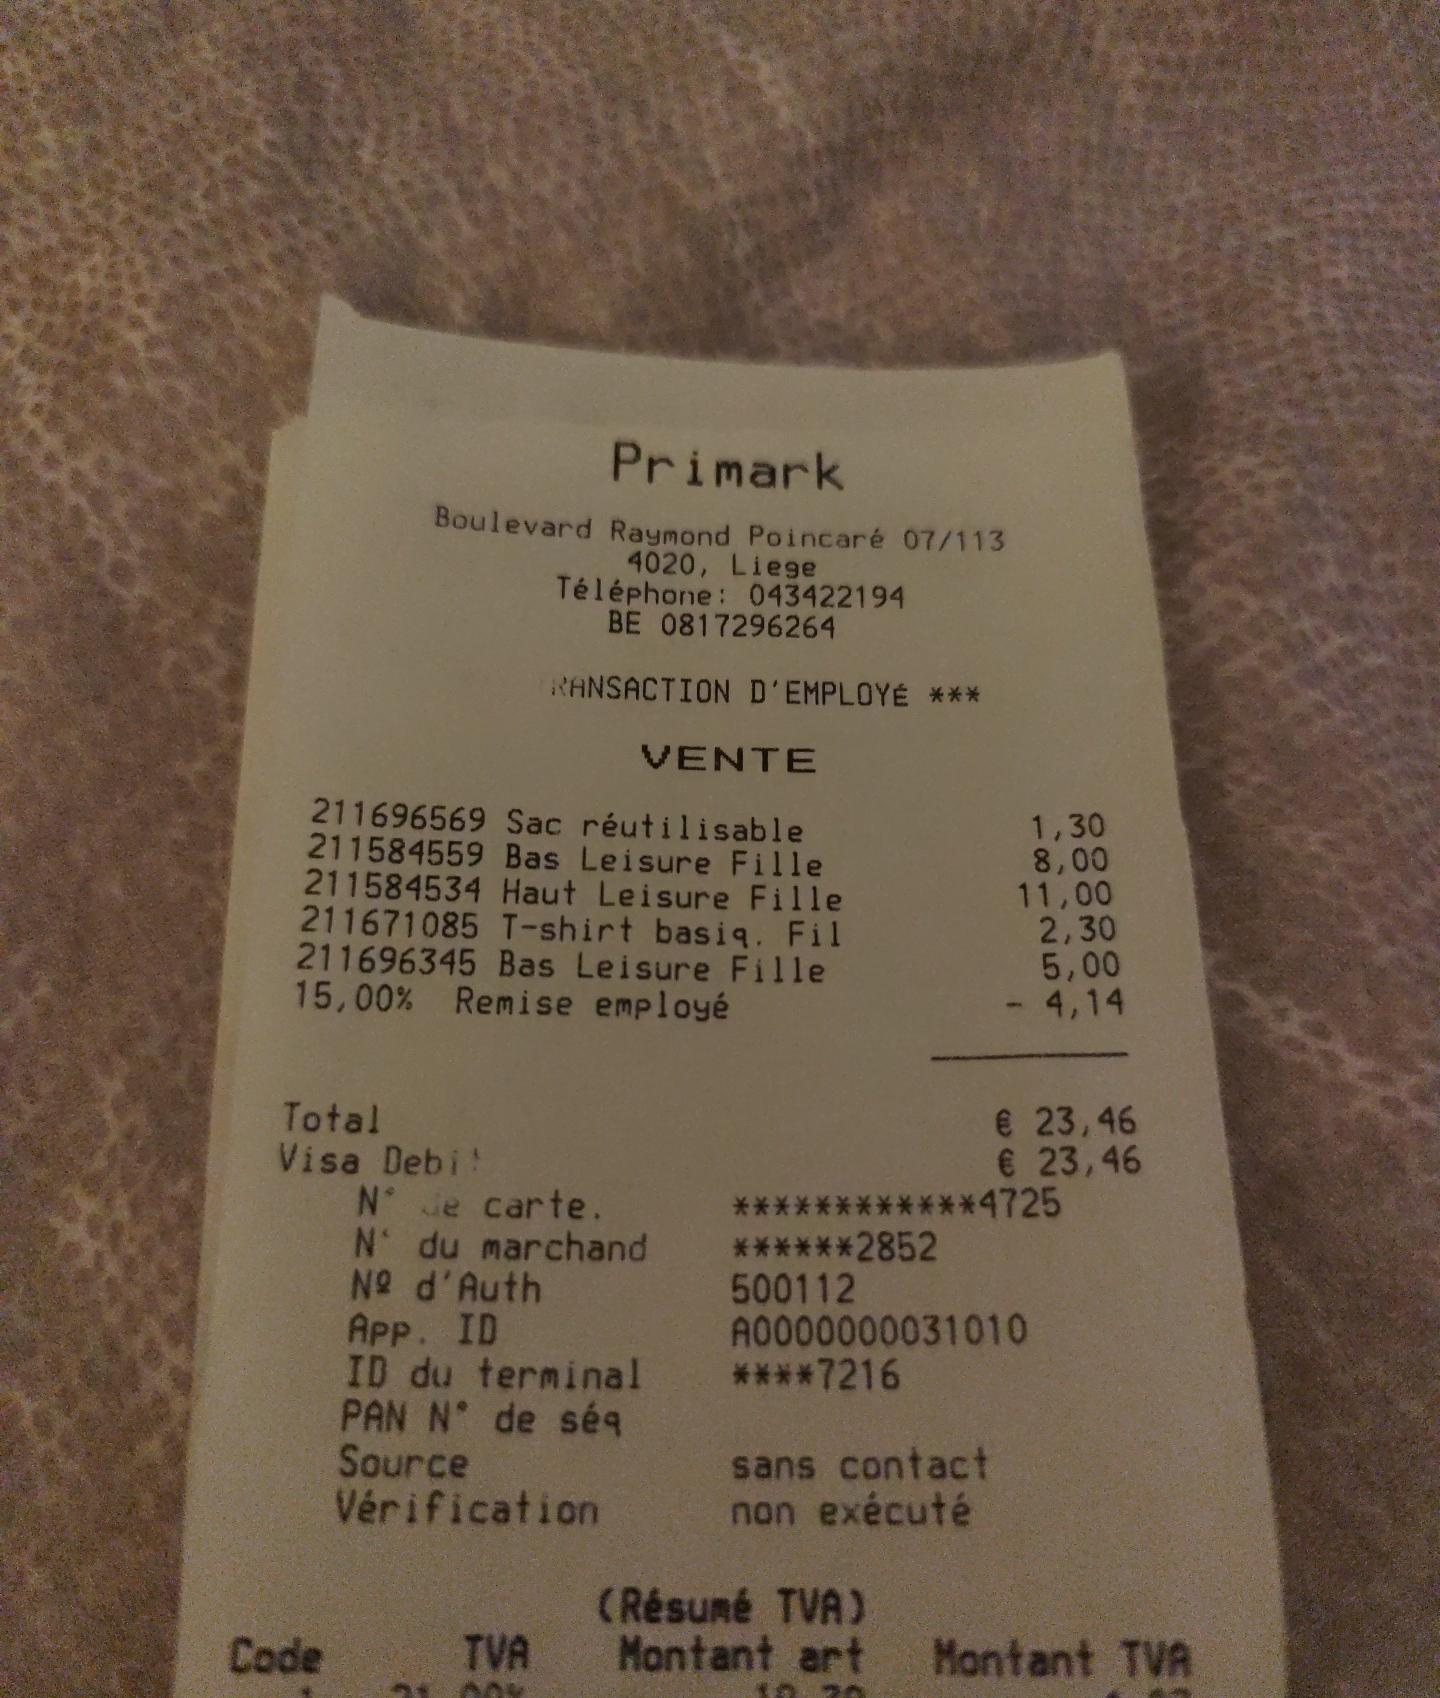 Primark
Boulevard Raymond Poincaré 07/113
4020, Liege
Téléphone: 043422194
BE 0817296264
RANSACTION D'EMPLOYÉ ***
VENTE
211696569 Sac réutilisable 1,30
211584559 Bas Leisure Fille 8,00
211584534 Haut Leisure Fille 11,00
211671085 T-shirt basiq. Fil 2,30
211696345 Bas Leisure Fille 5,00
15,00% Remise employé - 4,14
Total € 23,46
Visa Debit € 23,46
N° de carte. ************4725
N° du marchand ******2852
Nº d'Auth 500112
App. ID A0000000031010
ID du terminal ****7216
PAN N° de séq
Source sans contact
Vérification non exécuté
(Résumé TVA)
Code TVA Montant art Montant TVA